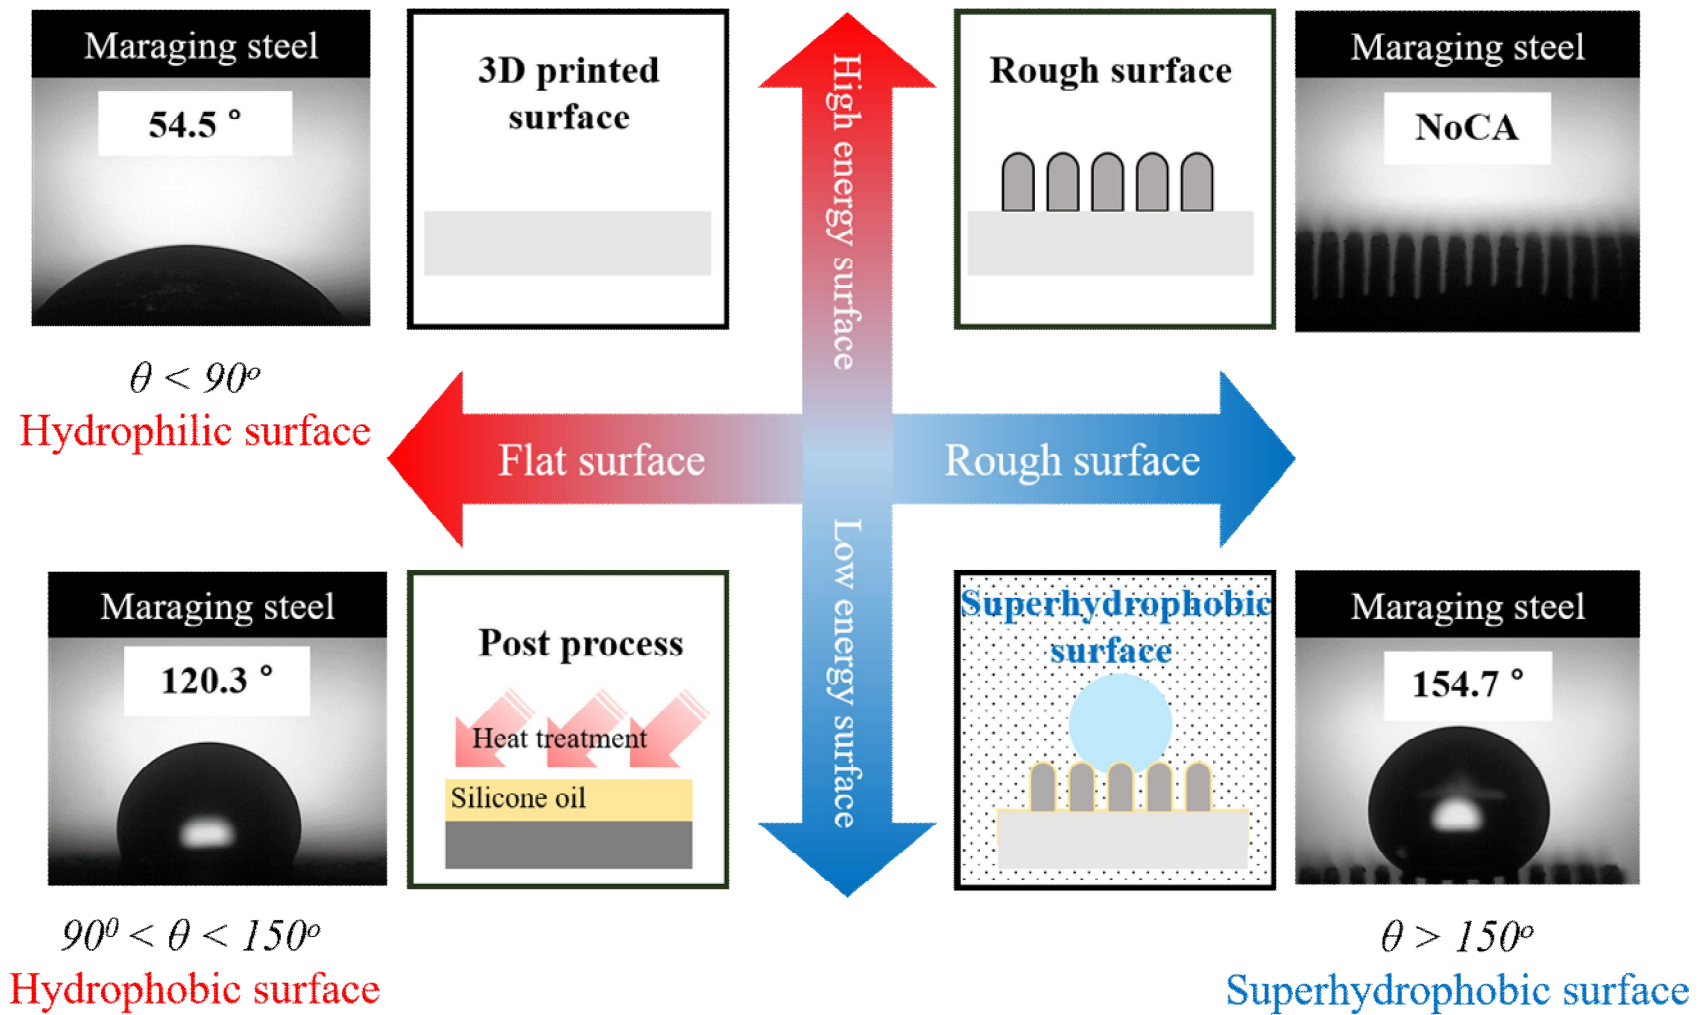 Maraging steel
54.5 °
θ < 90ᵒ
Hydrophilic surface
3D printed
surface
High energy surface
Rough surface
Maraging steel
NoCA
Flat surface
Rough surface
Low energy surface
Maraging steel
120.3 °
90⁰ < θ < 150ᵒ
Hydrophobic surface
Post process
Heat treatment
Silicone oil
Superhydrophobic
surface
Maraging steel
154.7 °
θ > 150ᵒ
Superhydrophobic surface